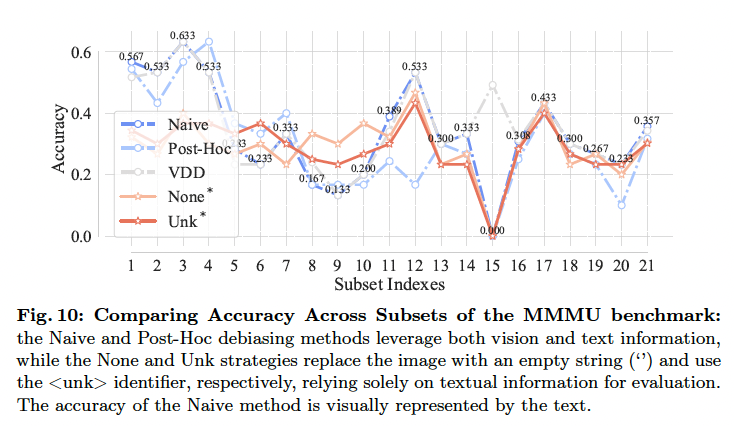 0.6
0.4
0.2
0.0
Accuracy
0.567
0.533
0.633
0.533
0.233
0.333
0.167
0.133
0.200
0.389
0.533
0.300
0.333
0.000
0.308
0.433
0.300
0.267
0.233
0.357
Naive
Post-Hoc
VDD
None*
Unk*
1 2 3 4 5 6 7 8 9 10 11 12 13 14 15 16 17 18 19 20 21
Subset Indexes
Fig. 10: Comparing Accuracy Across Subsets of the MMMU benchmark:
the Naive and Post-Hoc debiasing methods leverage both vision and text information,
while the None and Unk strategies replace the image with an empty string (‘’) and use
the <unk> identifier, respectively, relying solely on textual information for evaluation.
The accuracy of the Naive method is visually represented by the text.